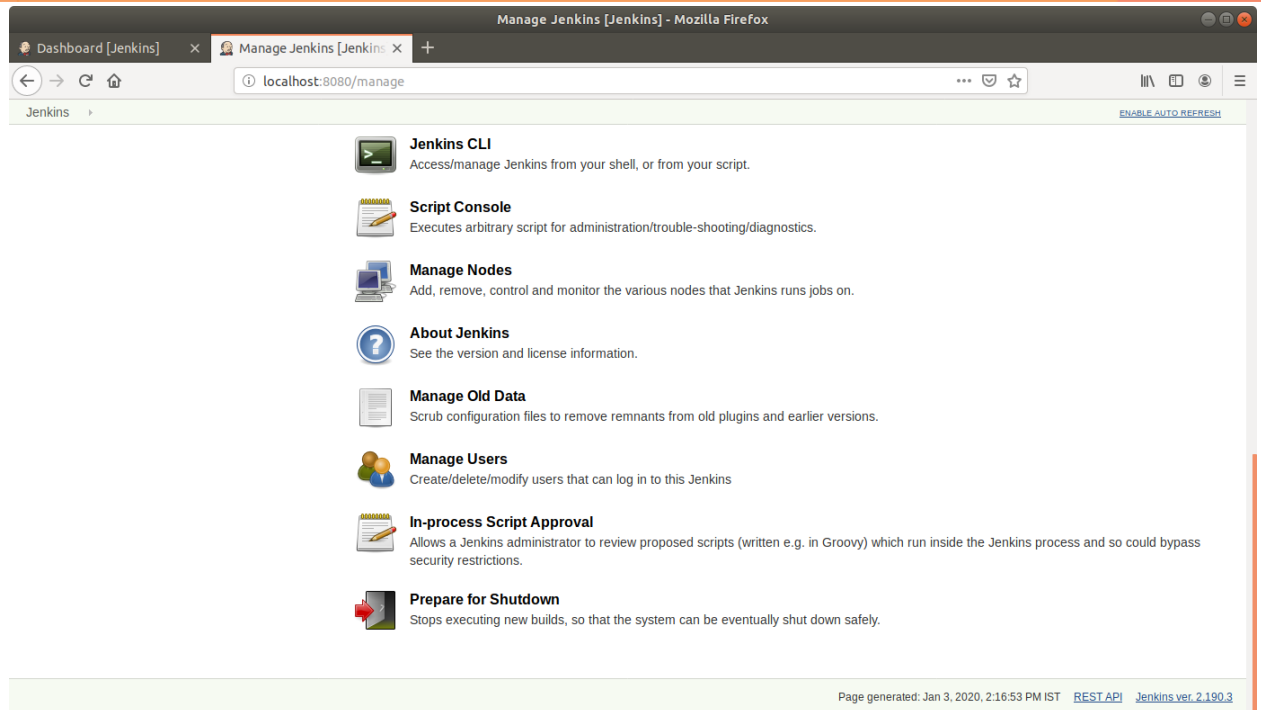 Manage Jenkins [Jenkins] - Mozilla Firefox
Dashboard [Jenkins]
Manage Jenkins [Jenkins
localhost:8080/manage
Jenkins
ENABLE AUTO REFRESH
Jenkins CLI
Access/manage Jenkins from your shell, or from your script.
Script Console
Executes arbitrary script for administration/trouble-shooting/diagnostics.
Manage Nodes
Add, remove, control and monitor the various nodes that Jenkins runs jobs on.
About Jenkins
See the version and license information.
Manage Old Data
Scrub configuration files to remove remnants from old plugins and earlier versions.
Manage Users
Create/delete/modify users that can log in to this Jenkins
In-process Script Approval
Allows a Jenkins administrator to review proposed scripts (written e.g. in Groovy) which run inside the Jenkins process and so could bypass
security restrictions.
Prepare for Shutdown
Stops executing new builds, so that the system can be eventually shut down safely.
Page generated: Jan 3, 2020, 2:16:53 PM IST REST API Jenkins ver. 2.190.3